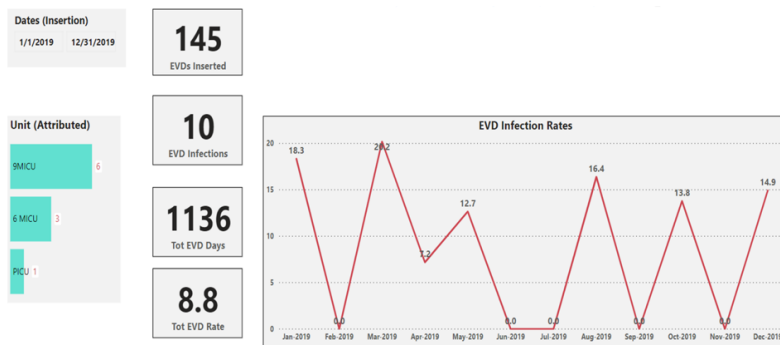 Dates (Insertion)
1/1/2019 12/31/2019
145
EVDs Inserted
10
EVD Infections
1136
Tot EVD Days
8.8
Tot EVD Rate
Unit (Attributed)
9MICU 6
6 MICU 3
PICU 1
EVD Infection Rates
20
15
10
5
0
18.3
0.0
20.2
7.2
12.7
0.0
0.0
16.4
0.0
13.8
0.0
14.9
Jan-2019 Feb-2019 Mar-2019 Apr-2019 May-2019 Jun-2019 Jul-2019 Aug-2019 Sep-2019 Oct-2019 Nov-2019 Dec-2019